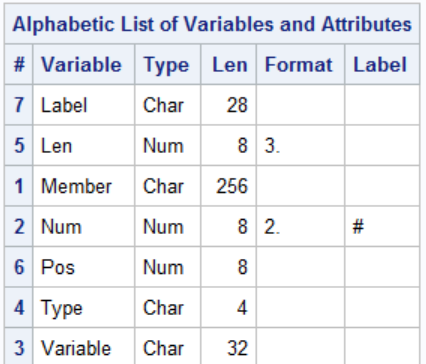 Alphabetic List of Variables and Attributes
# Variable Type Len Format Label
7 Label Char 28
5 Len Num 8 3.
1 Member Char 256
2 Num Num 8 2. #
6 Pos Num 8
4 Type Char 4
3 Variable Char 32